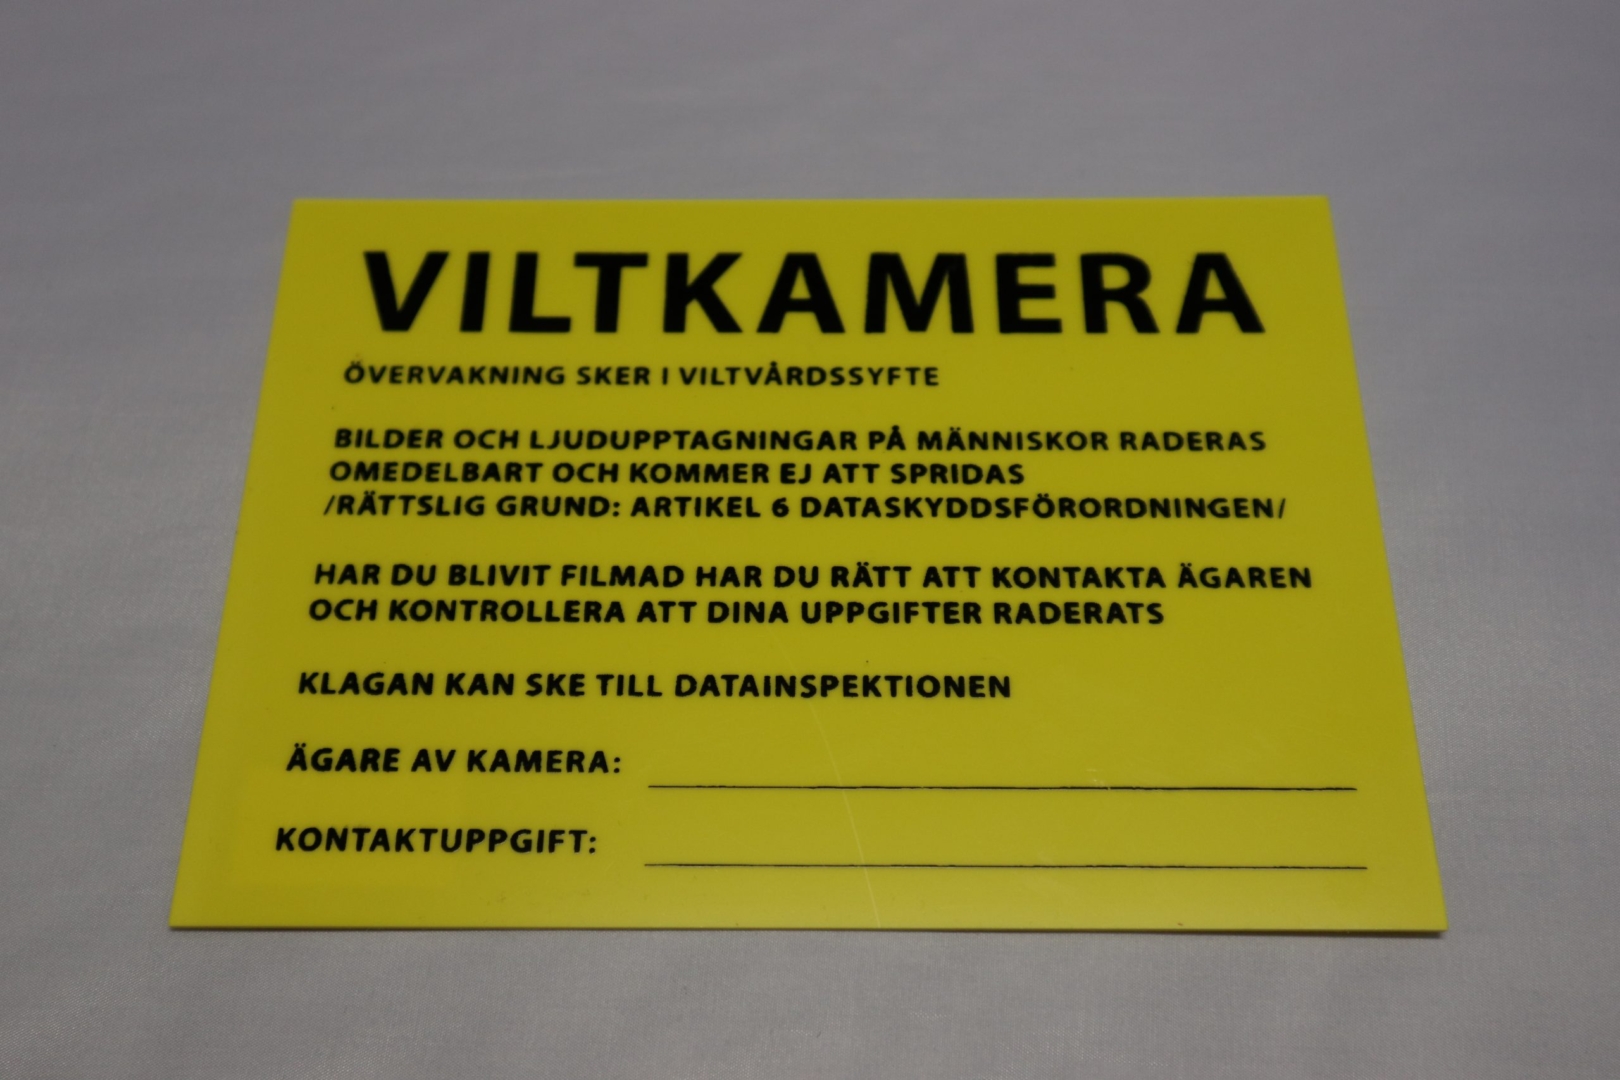 VILTKAMERA
ÖVERVAKNING SKER I VILTVÅRDSSYFTE
BILDER OCH LJUDUPPTAGNINGAR PÅ MÄNNISKOR RADERAS
OMEDELBART OCH KOMMER EJ ATT SPRIDAS
/RÄTTSLIG GRUND: ARTIKEL 6 DATASKYDDSFÖRORDNINGEN/
HAR DU BLIVIT FILMAD HAR DU RÄTT ATT KONTAKTA ÄGAREN
OCH KONTROLLERA ATT DINA UPPGIFTER RADERATS
KLAGAN KAN SKE TILL DATAINSPEKTIONEN
ÄGARE AV KAMERA:
KONTAKTUPPGIFT: